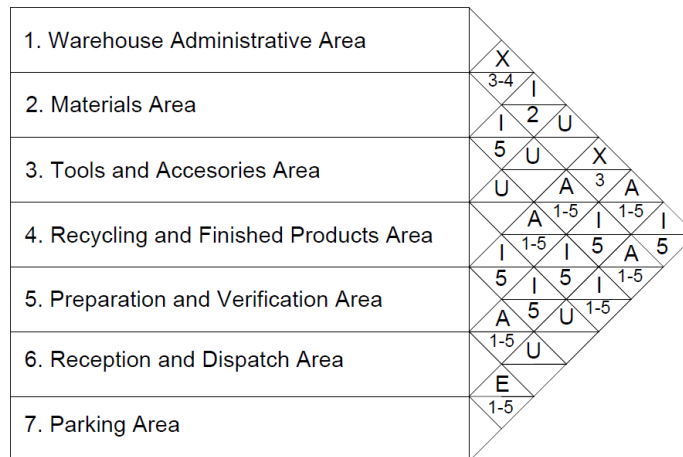 1. Warehouse Administrative Area
X
3-4
I
2. Materials Area
2
I U
5
U X
3. Tools and Accesories Area
3
U A A
1-5 1-5
A I I
4. Recycling and Finished Products Area
1-5 5 5
I I A
5 5 1-5
I I
5. Preparation and Verification Area
5 1-5
A U
1-5
U
6. Reception and Dispatch Area
E
1-5
7. Parking Area